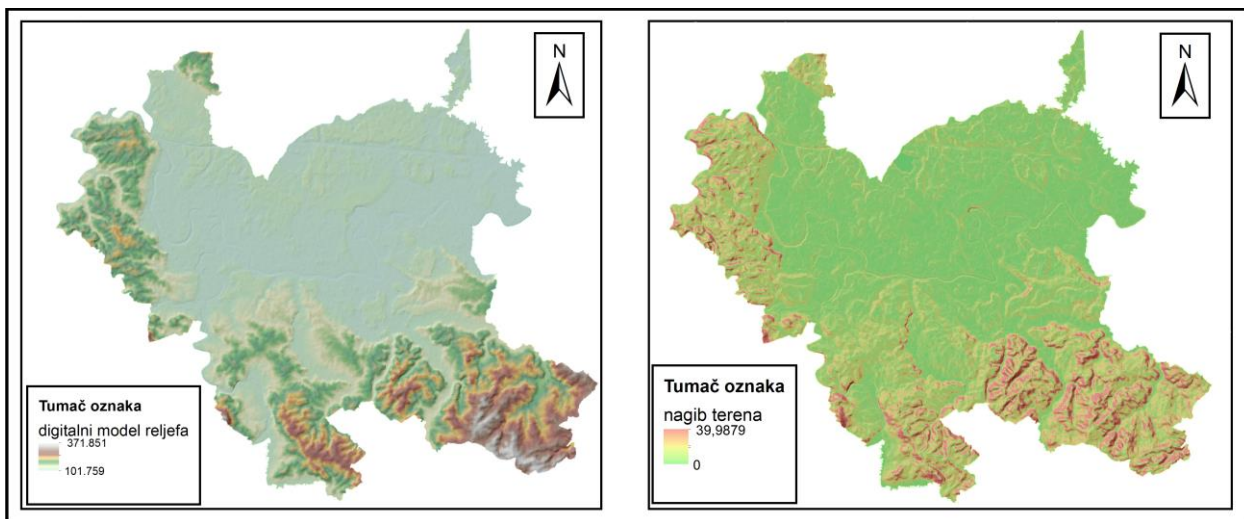 N
Tumač oznaka
digitalni model reljefa
371.851
101.759
N
Tumač oznaka
nagib terena
39,9879
0